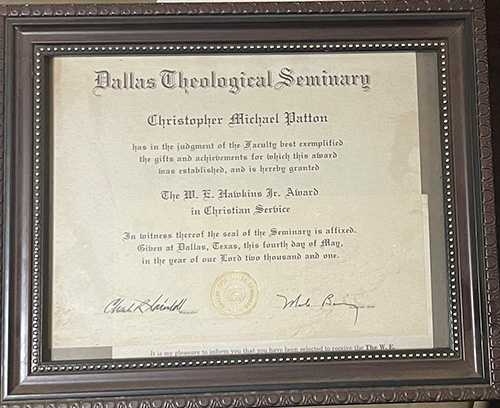 Dallas Theological Seminary
Christopher Michael Patton
has in the judgment of the Faculty best exemplified
the gifts and achievements for which this award
was established, and is hereby granted
The W. E. Hawkins Jr. Award
in Christian Service
In witness thereof the seal of the Seminary is affixed.
Given at Dallas, Texas, this fourth day of May,
in the year of our Lord two thousand and one.
It is my pleasure to inform you that you have been selected to receive the The W. E.